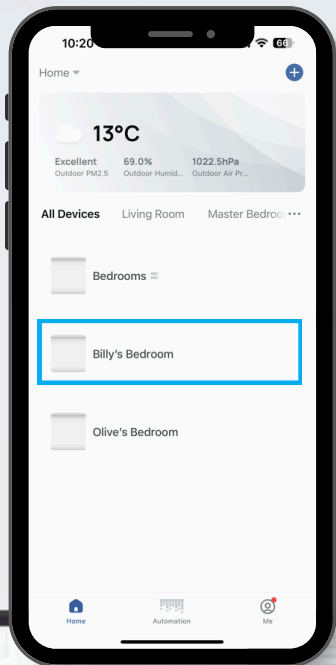 10:20
66
Home
13°C
Excellent 69.0% 1022.5hPa
Outdoor PM2.5 Outdoor Humid... Outdoor Air Pr...
All Devices Living Room Master Bedroo ...
Bedrooms
Billy's Bedroom
Olive's Bedroom
Home Automation Me